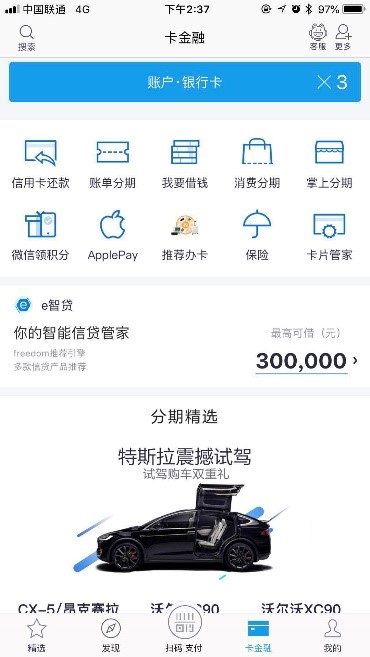 中国联通 4G 下午2:37 97%
搜索 卡金融 客服 更多
账户·银行卡 × 3
信用卡还款 账单分期 我要借钱 消费分期 掌上分期
微信领积分 ApplePay 推荐办卡 保险 卡片管家
e智贷
你的智能信贷管家 最高可借（元）
freedom推荐引擎
多款信贷产品推荐
300,000
分期精选
特斯拉震撼试驾
试驾购车双重礼
CX-5/昂克赛拉 沃尔沃XC90
精选 发现 扫码 支付 卡金融 我的